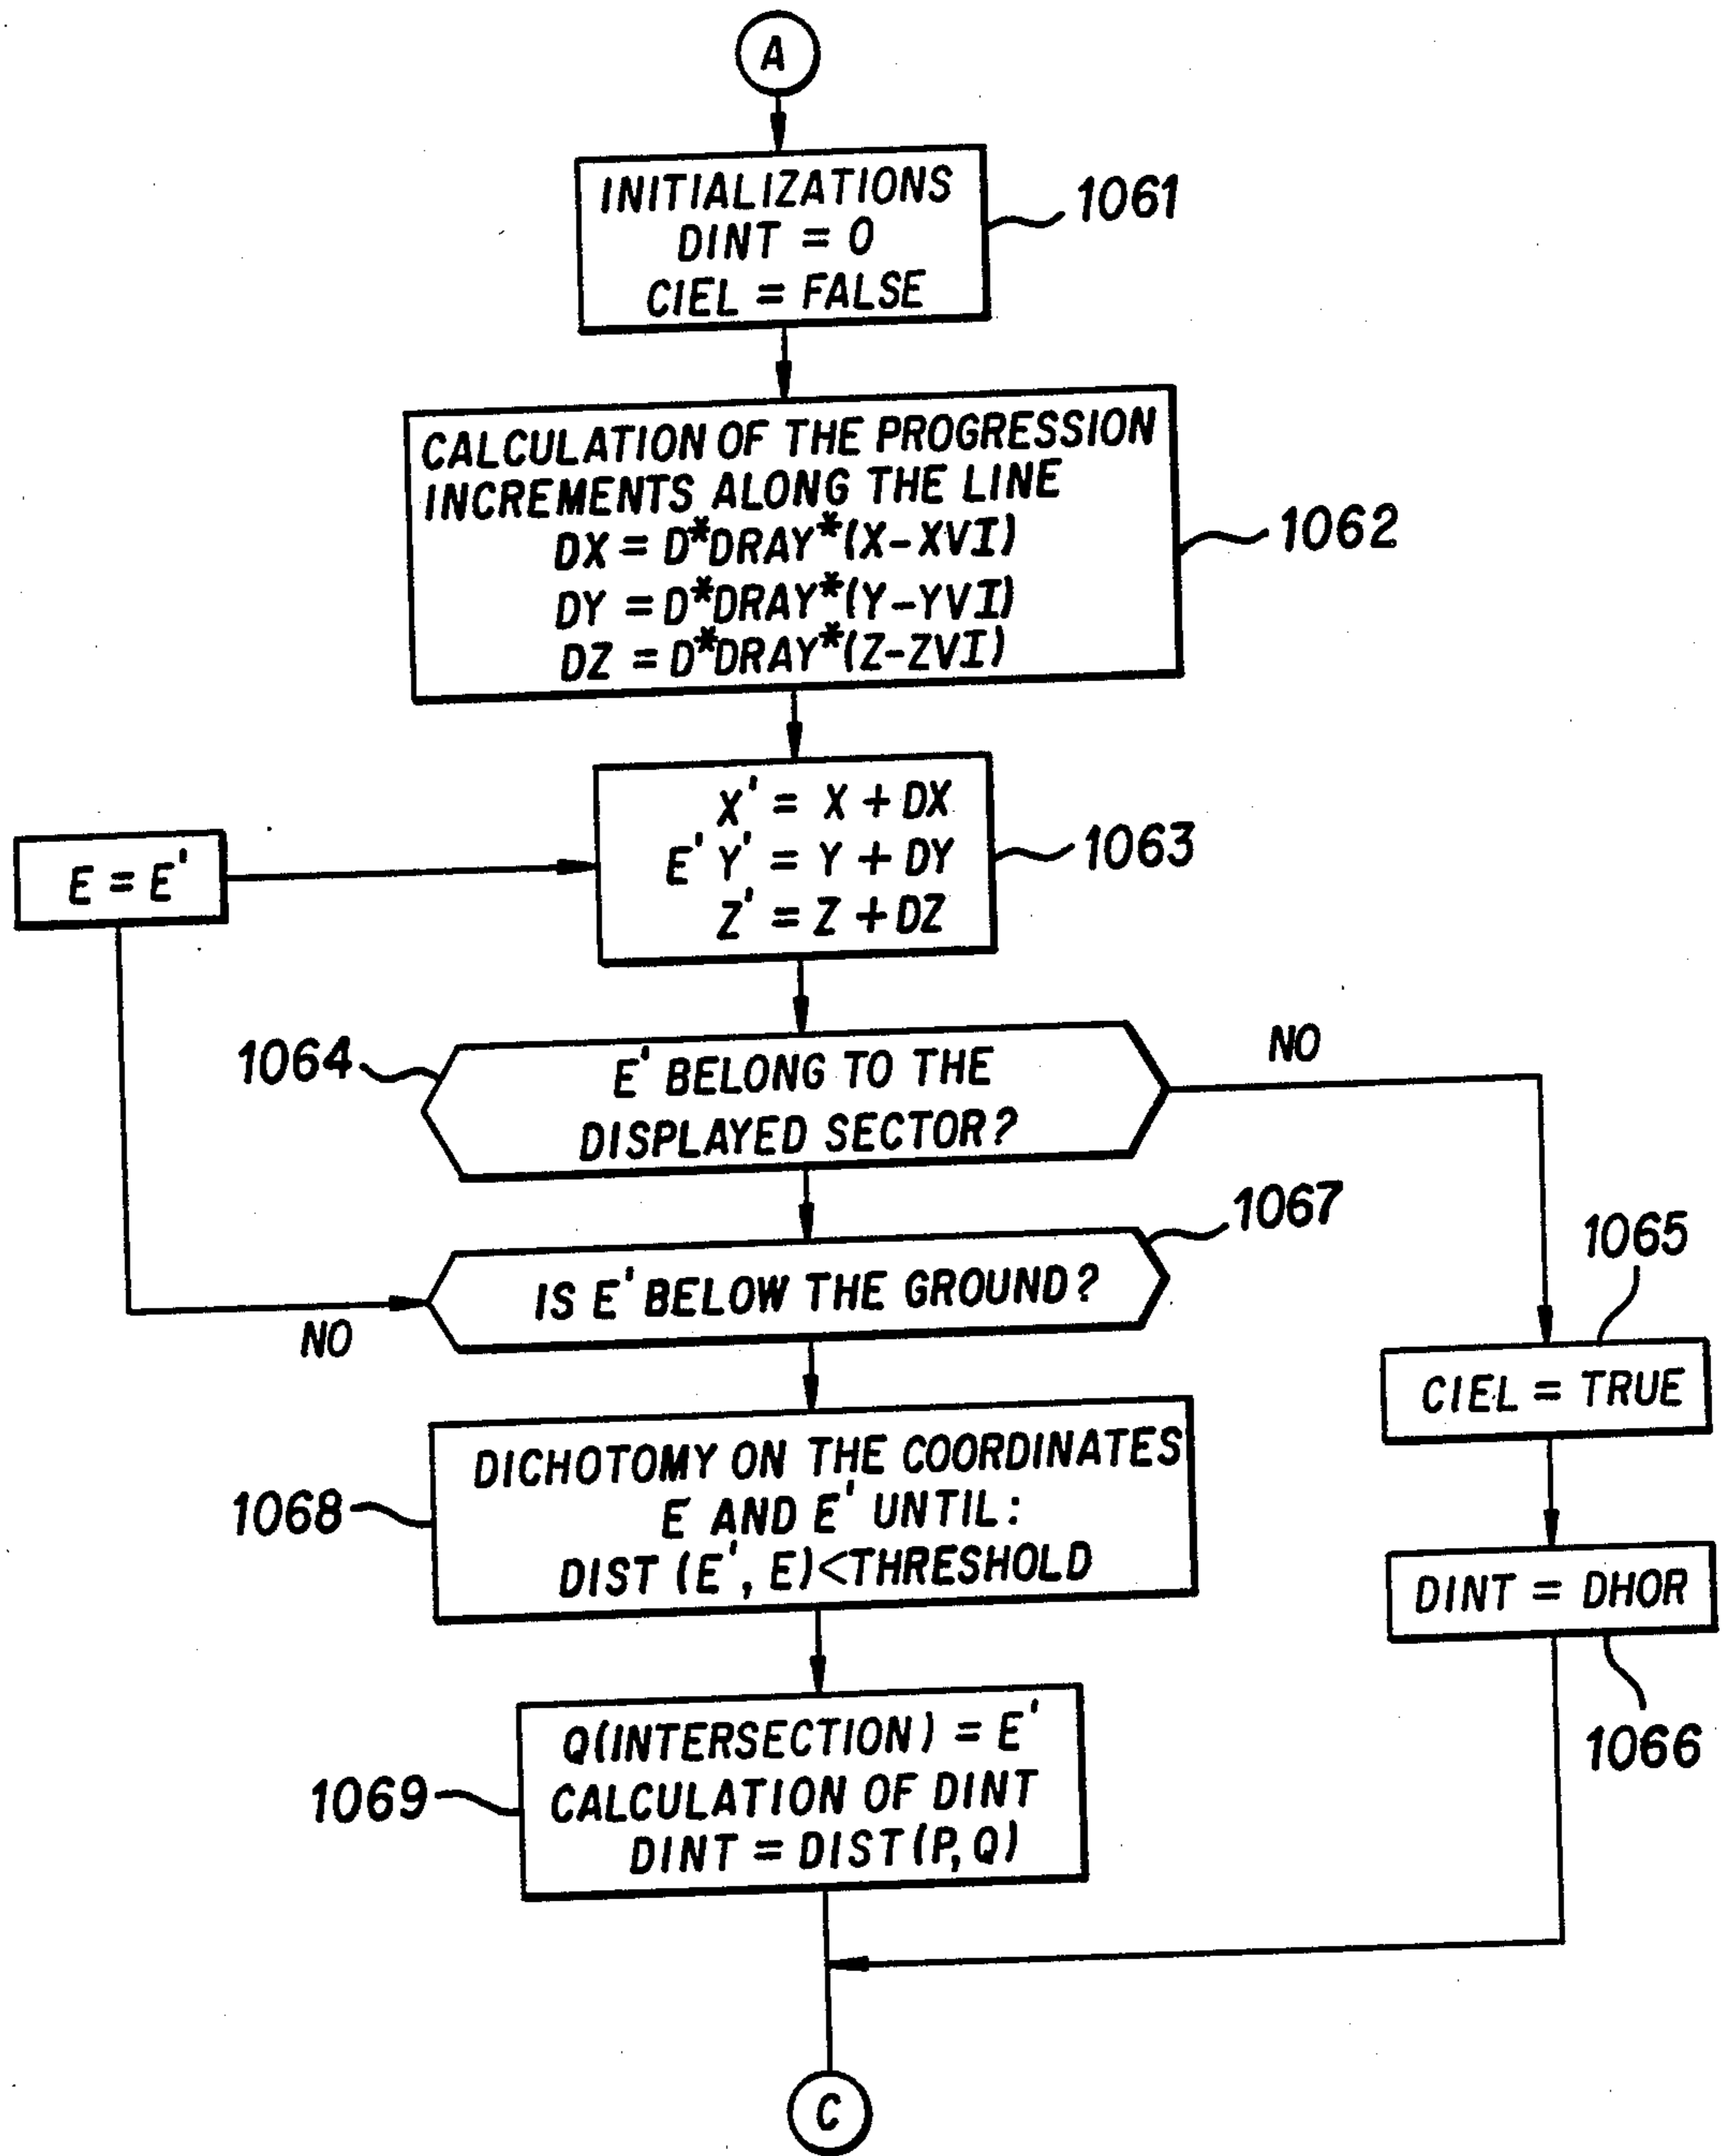 A
INITIALIZATIONS
DINT = 0
CIEL = FALSE
1061
CALCULATION OF THE PROGRESSION
INCREMENTS ALONG THE LINE
DX = D*DRAY*(X-XVI)
DY = D*DRAY*(Y-YVI)
DZ = D*DRAY*(Z-ZVI)
1062
E = E'
X' = X + DX
E' Y' = Y + DY
Z' = Z + DZ
1063
1064
E' BELONG TO THE
DISPLAYED SECTOR?
NO
1067
IS E' BELOW THE GROUND?
NO
1065
CIEL = TRUE
1068
DICHOTOMY ON THE COORDINATES
E AND E' UNTIL:
DIST (E', E)<THRESHOLD
DINT = DHOR
1066
1069
Q(INTERSECTION) = E'
CALCULATION OF DINT
DINT = DIST(P,Q)
C